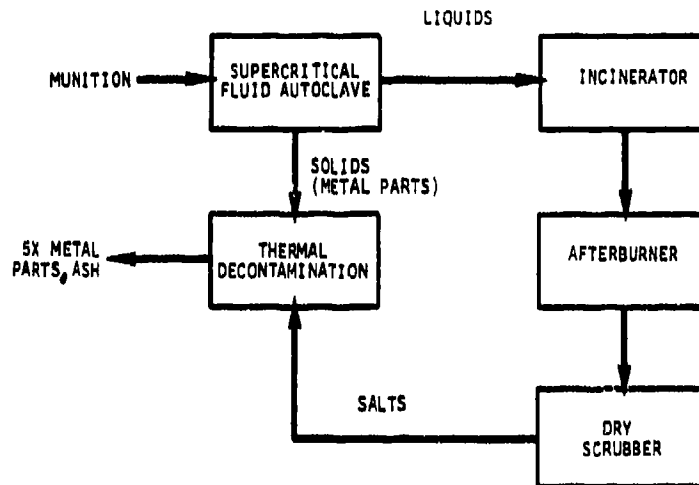 LIQUIDS
MUNITION
SUPERCRITICAL
FLUID AUTOCLAVE
INCINERATOR
SOLIDS
(METAL PARTS)
5X METAL
PARTS, ASH
THERMAL
DECONTAMINATION
AFTERBURNER
SALTS
DRY
SCRUBBER